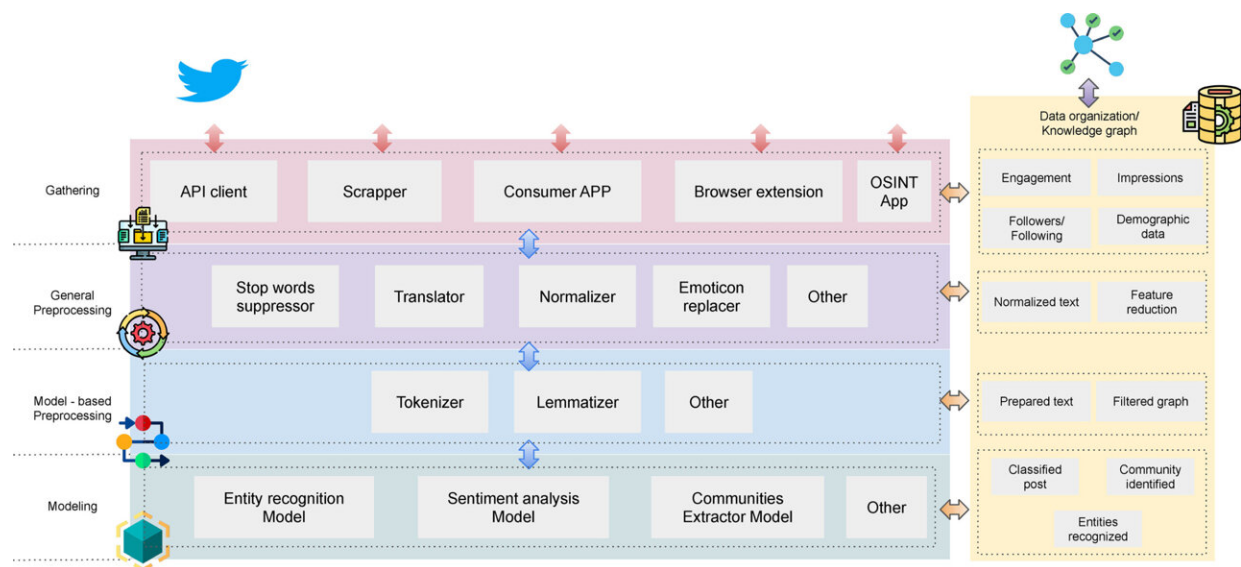 Data organization/
Knowledge graph
Gathering
API client
Scrapper
Consumer APP
Browser extension
OSINT
App
Engagement
Impressions
Followers/
Following
Demographic
data
General
Preprocessing
Stop words
suppressor
Translator
Normalizer
Emoticon
replacer
Other
Normalized text
Feature
reduction
Model - based
Preprocessing
Tokenizer
Lemmatizer
Other
Prepared text
Filtered graph
Modeling
Entity recognition
Model
Sentiment analysis
Model
Communities
Extractor Model
Other
Classified
post
Community
identified
Entities
recognized